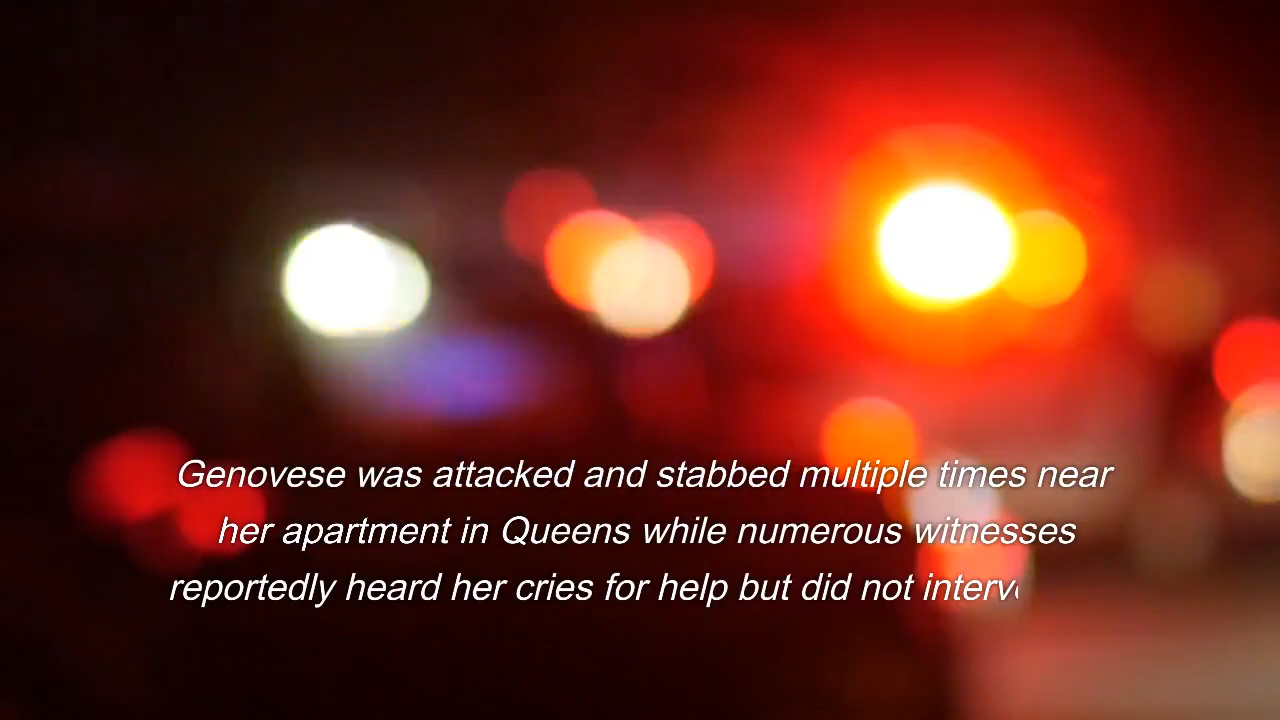 Genovese was attacked and stabbed multiple times near
her apartment in Queens while numerous witnesses
reportedly heard her cries for help but did not